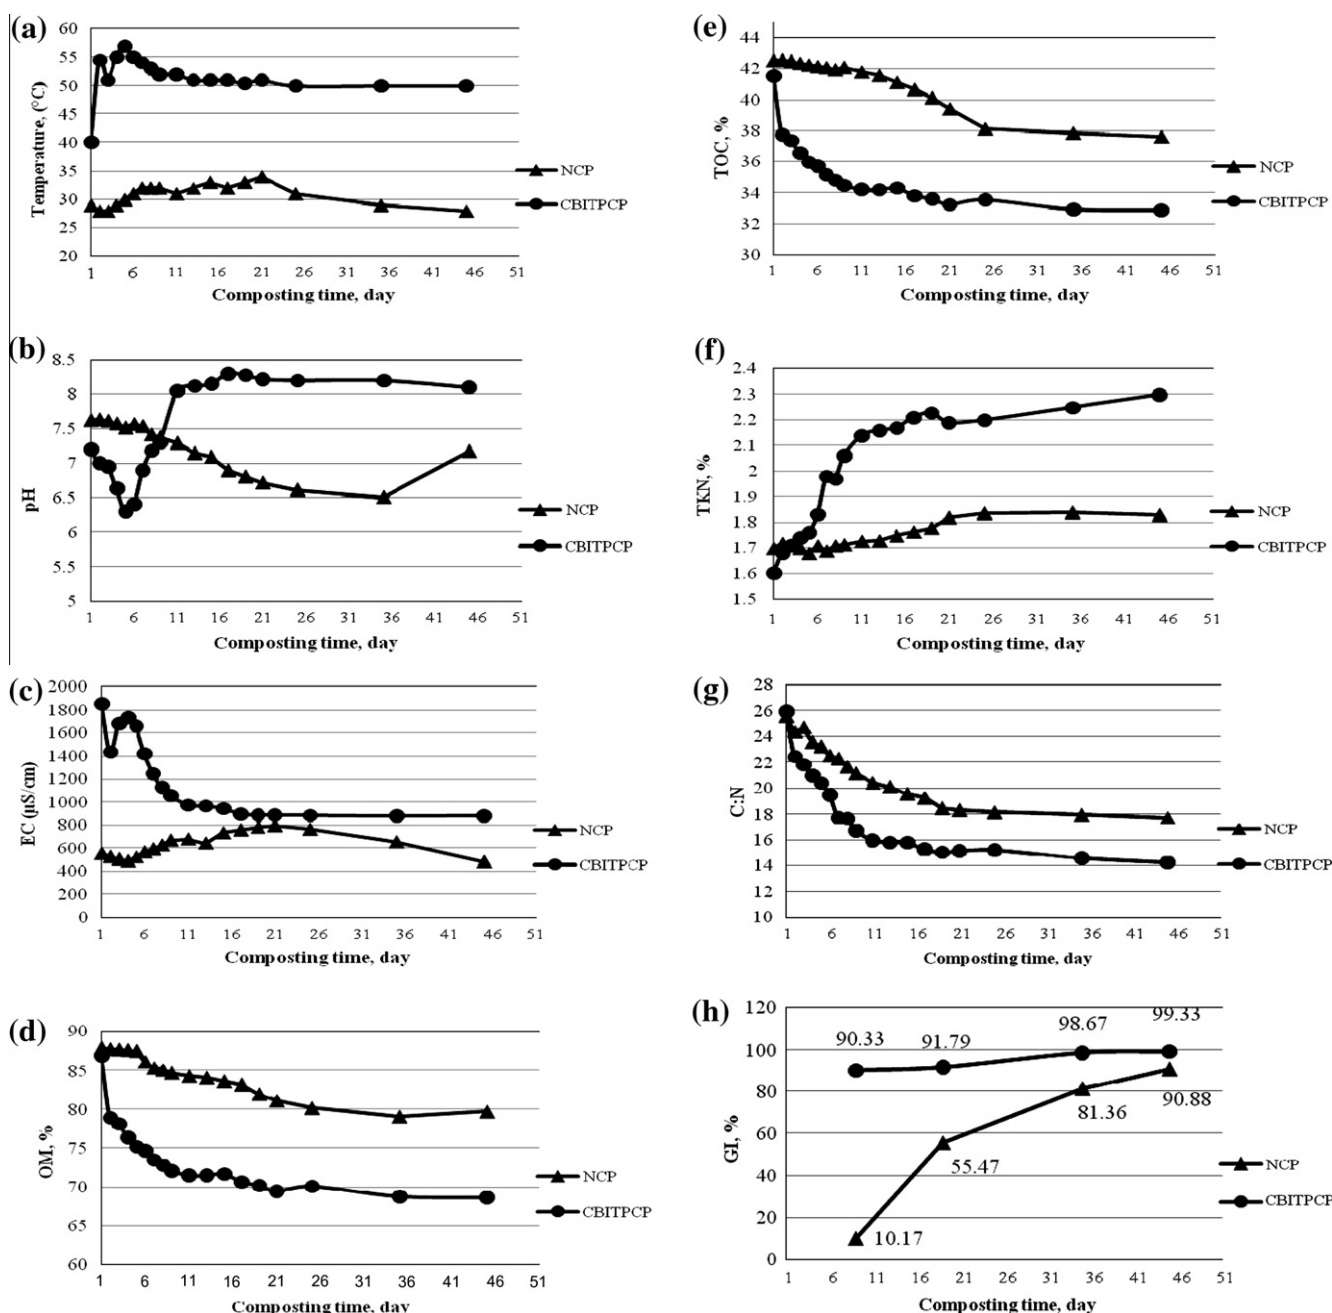 (a)
60
55
50
45
40
35
30
25
20
Temperature, (°C)
1 6 11 16 21 26 31 36 41 46 51
Composting time, day
NCP
CBITPCP
(b)
8.5
8
7.5
7
6.5
6
5.5
5
pH
1 6 11 16 21 26 31 36 41 46 51
Composting time, day
NCP
CBITPCP
(c)
2000
1800
1600
1400
1200
1000
800
600
400
200
0
EC (µS/cm)
1 6 11 16 21 26 31 36 41 46 51
Composting time, day
NCP
CBITPCP
(d)
90
85
80
75
70
65
60
OM, %
1 6 11 16 21 26 31 36 41 46 51
Composting time, day
NCP
CBITPCP
(e)
44
42
40
38
36
34
32
30
TOC, %
1 6 11 16 21 26 31 36 41 46 51
Composting time, day
NCP
CBITPCP
(f)
2.4
2.3
2.2
2.1
2
1.9
1.8
1.7
1.6
1.5
TKN, %
1 6 11 16 21 26 31 36 41 46 51
Composting time, day
NCP
CBITPCP
(g)
28
26
24
22
20
18
16
14
12
10
C:N
1 6 11 16 21 26 31 36 41 46 51
Composting time, day
NCP
CBITPCP
(h)
120
100
80
60
40
20
0
GI, %
90.33 91.79 98.67 99.33
10.17 55.47 81.36 90.88
1 6 11 16 21 26 31 36 41 46 51
Composting time, day
NCP
CBITPCP